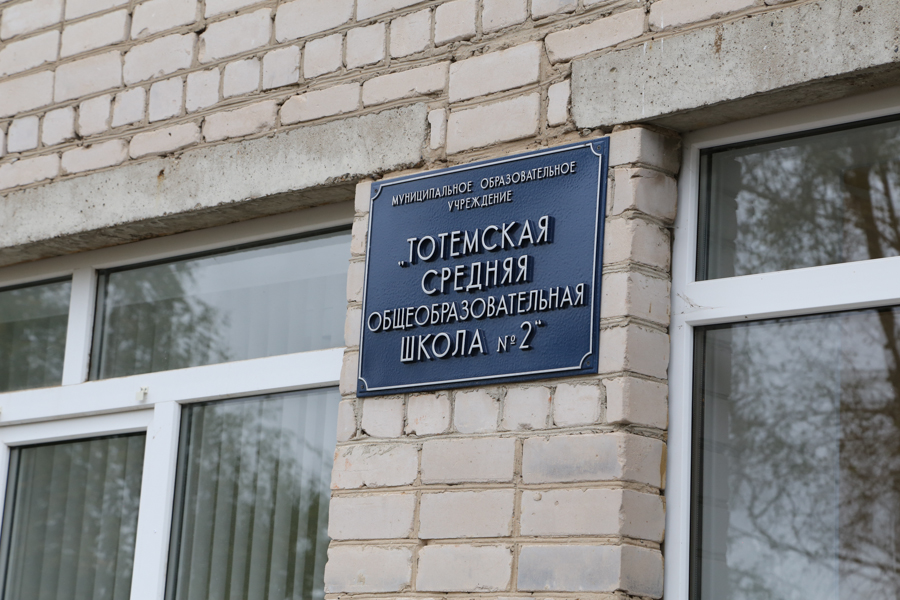 МУНИЦИПАЛЬНОЕ ОБРАЗОВАТЕЛЬНОЕ
УЧРЕЖДЕНИЕ
„ТОТЕМСКАЯ
СРЕДНЯЯ
ОБЩЕОБРАЗОВАТЕЛЬНАЯ
ШКОЛА №2“